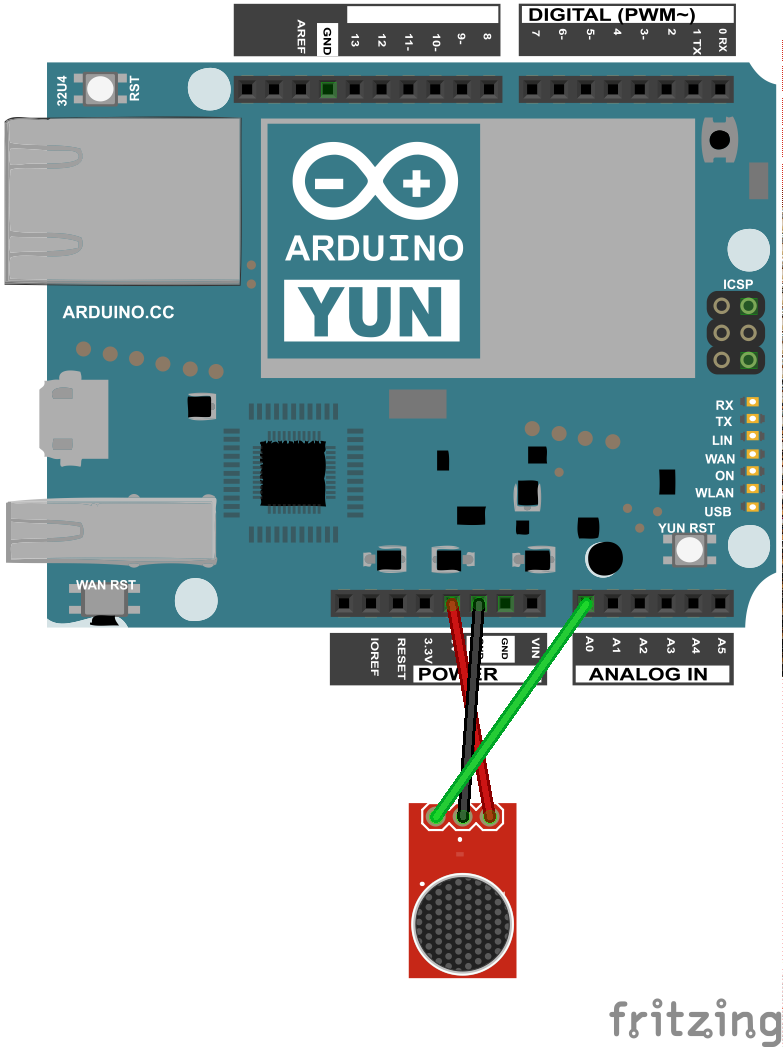 DIGITAL (PWM~)
AREF
GND
13
12
11-
10-
9-
8
7
6-
5-
4
3-
2
1 TX
0 RX
32U4
RST
ARDUINO
YUN
ICSP
ARDUINO.CC
RX
TX
LIN
WAN
ON
WLAN
USB
YUN RST
WAN RST
IOREF
RESET
3.3V
GND
VIN
A0
A1
A2
A3
A4
A5
POWER
ANALOG IN
fritzing